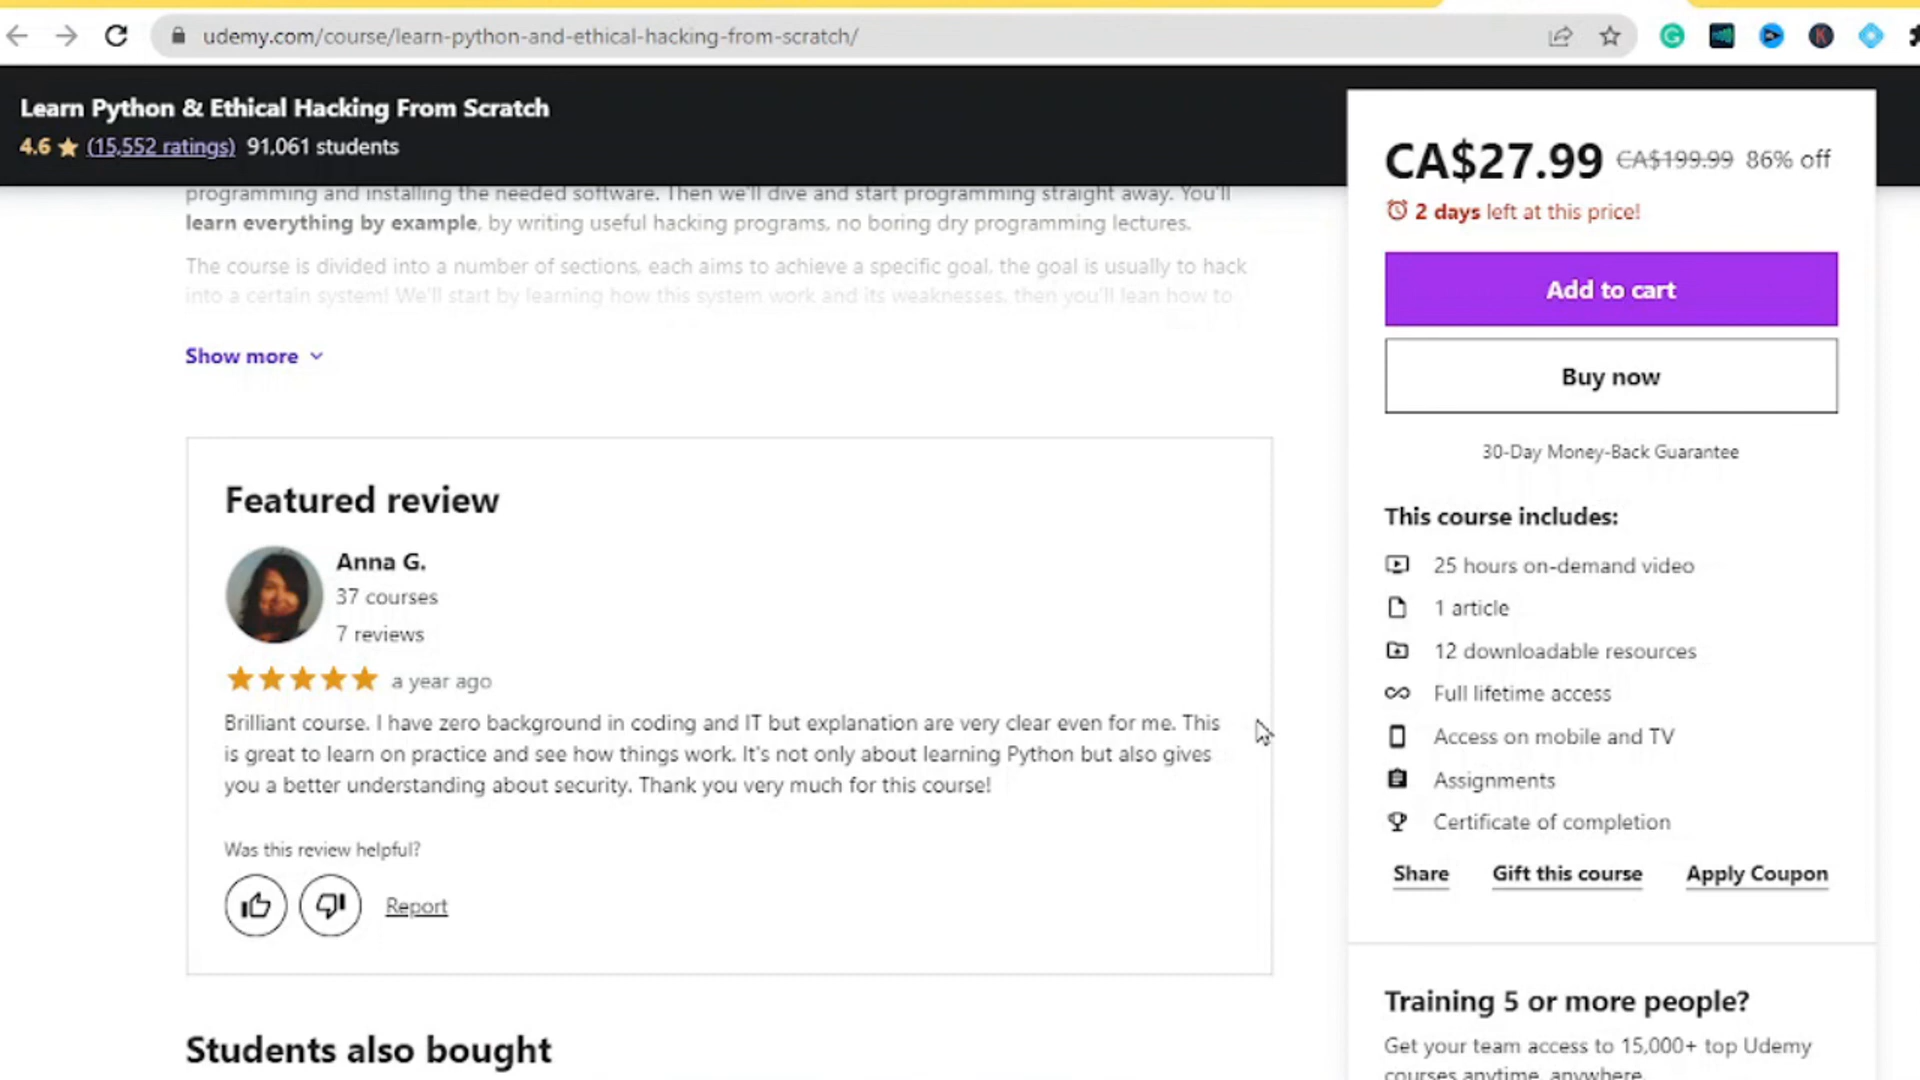 udemy.com/course/learn-python-and-ethical-hacking-from-scratch/
Learn Python & Ethical Hacking From Scratch
4.6 ★ (15,552 ratings) 91,061 students
programming and installing the needed software. Then we'll dive and start programming straight away. You'll
learn everything by example, by writing useful hacking programs, no boring dry programming lectures.
The course is divided into a number of sections, each aims to achieve a specific goal, the goal is usually to hack
into a certain system! We'll start by learning how this system work and its weaknesses, then you'll lean how to
Show more
Featured review
Anna G.
37 courses
7 reviews
a year ago
Brilliant course. I have zero background in coding and IT but explanation are very clear even for me. This
is great to learn on practice and see how things work. It's not only about learning Python but also gives
you a better understanding about security. Thank you very much for this course!
Was this review helpful?
Report
Students also bought
CA$27.99 CA$199.99 86% off
2 days left at this price!
Add to cart
Buy now
30-Day Money-Back Guarantee
This course includes:
25 hours on-demand video
1 article
12 downloadable resources
Full lifetime access
Access on mobile and TV
Assignments
Certificate of completion
Share Gift this course Apply Coupon
Training 5 or more people?
Get your team access to 15,000+ top Udemy
courses anytime, anywhere.